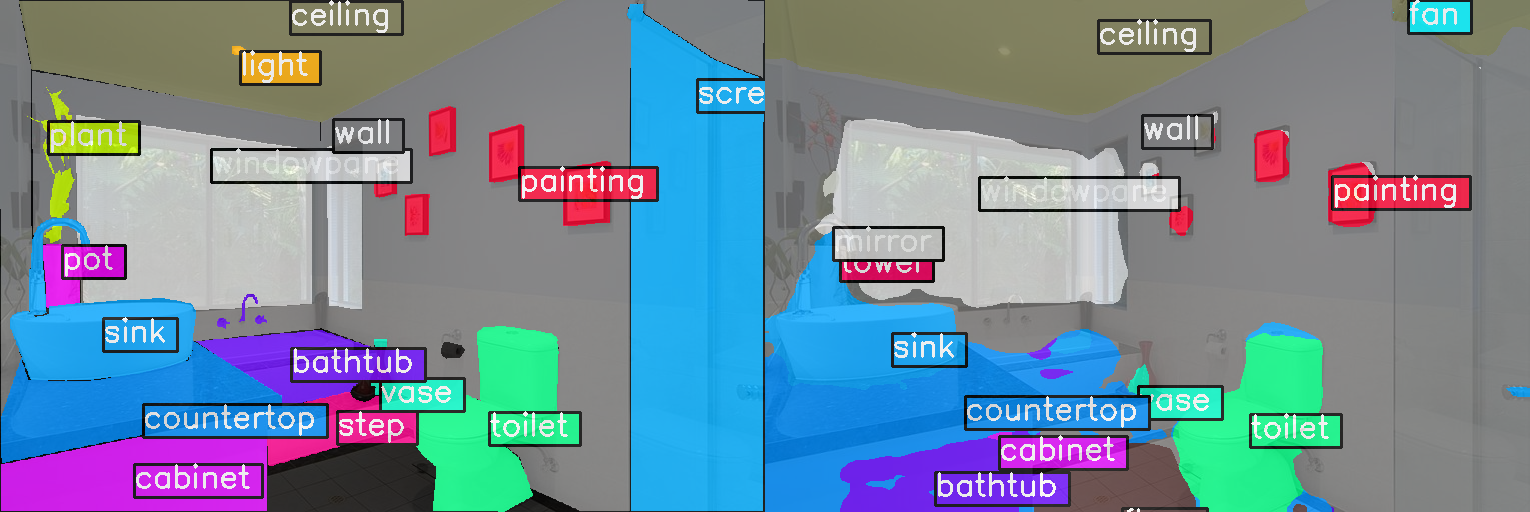 ceiling
light
scre
plant
wall
windowpane
painting
pot
sink
bathtub
vase
countertop
step
toilet
cabinet
fan
ceiling
wall
windowpane
painting
mirror
tower
sink
vase
countertop
toilet
cabinet
bathtub